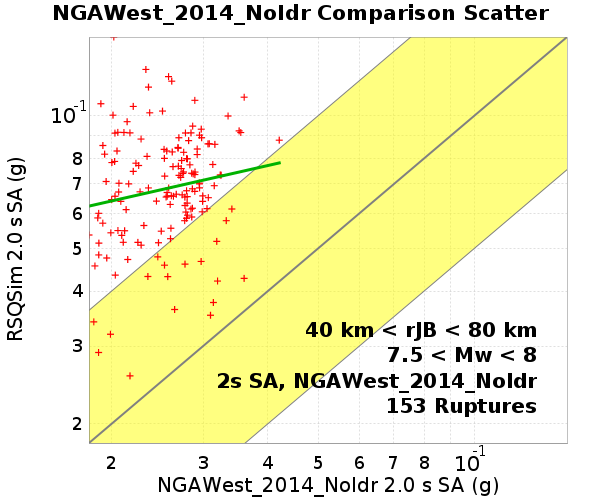 NGAWest_2014_NoIdr Comparison Scatter
RSQSim 2.0 s SA (g)
10-1
8
7
6
5
4
3
2
40 km < rJB < 80 km
7.5 < Mw < 8
2s SA, NGAWest_2014_NoIdr
153 Ruptures
2 3 4 5 6 7 8 10-1
NGAWest_2014_NoIdr 2.0 s SA (g)